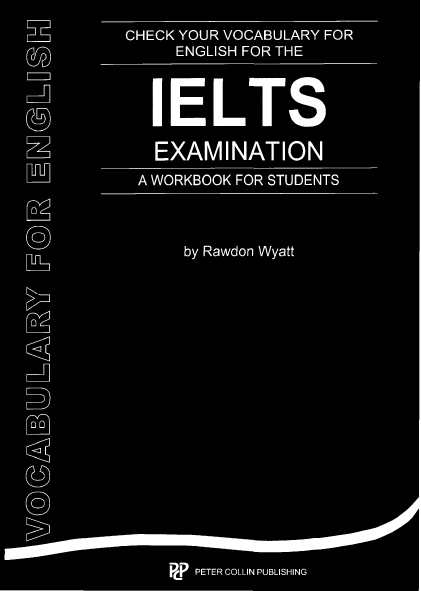 CHECK YOUR VOCABULARY FOR
ENGLISH FOR THE
IELTS
EXAMINATION
A WORKBOOK FOR STUDENTS
by Rawdon Wyatt
VOCABULARY FOR ENGLISH
PCP PETER COLLIN PUBLISHING